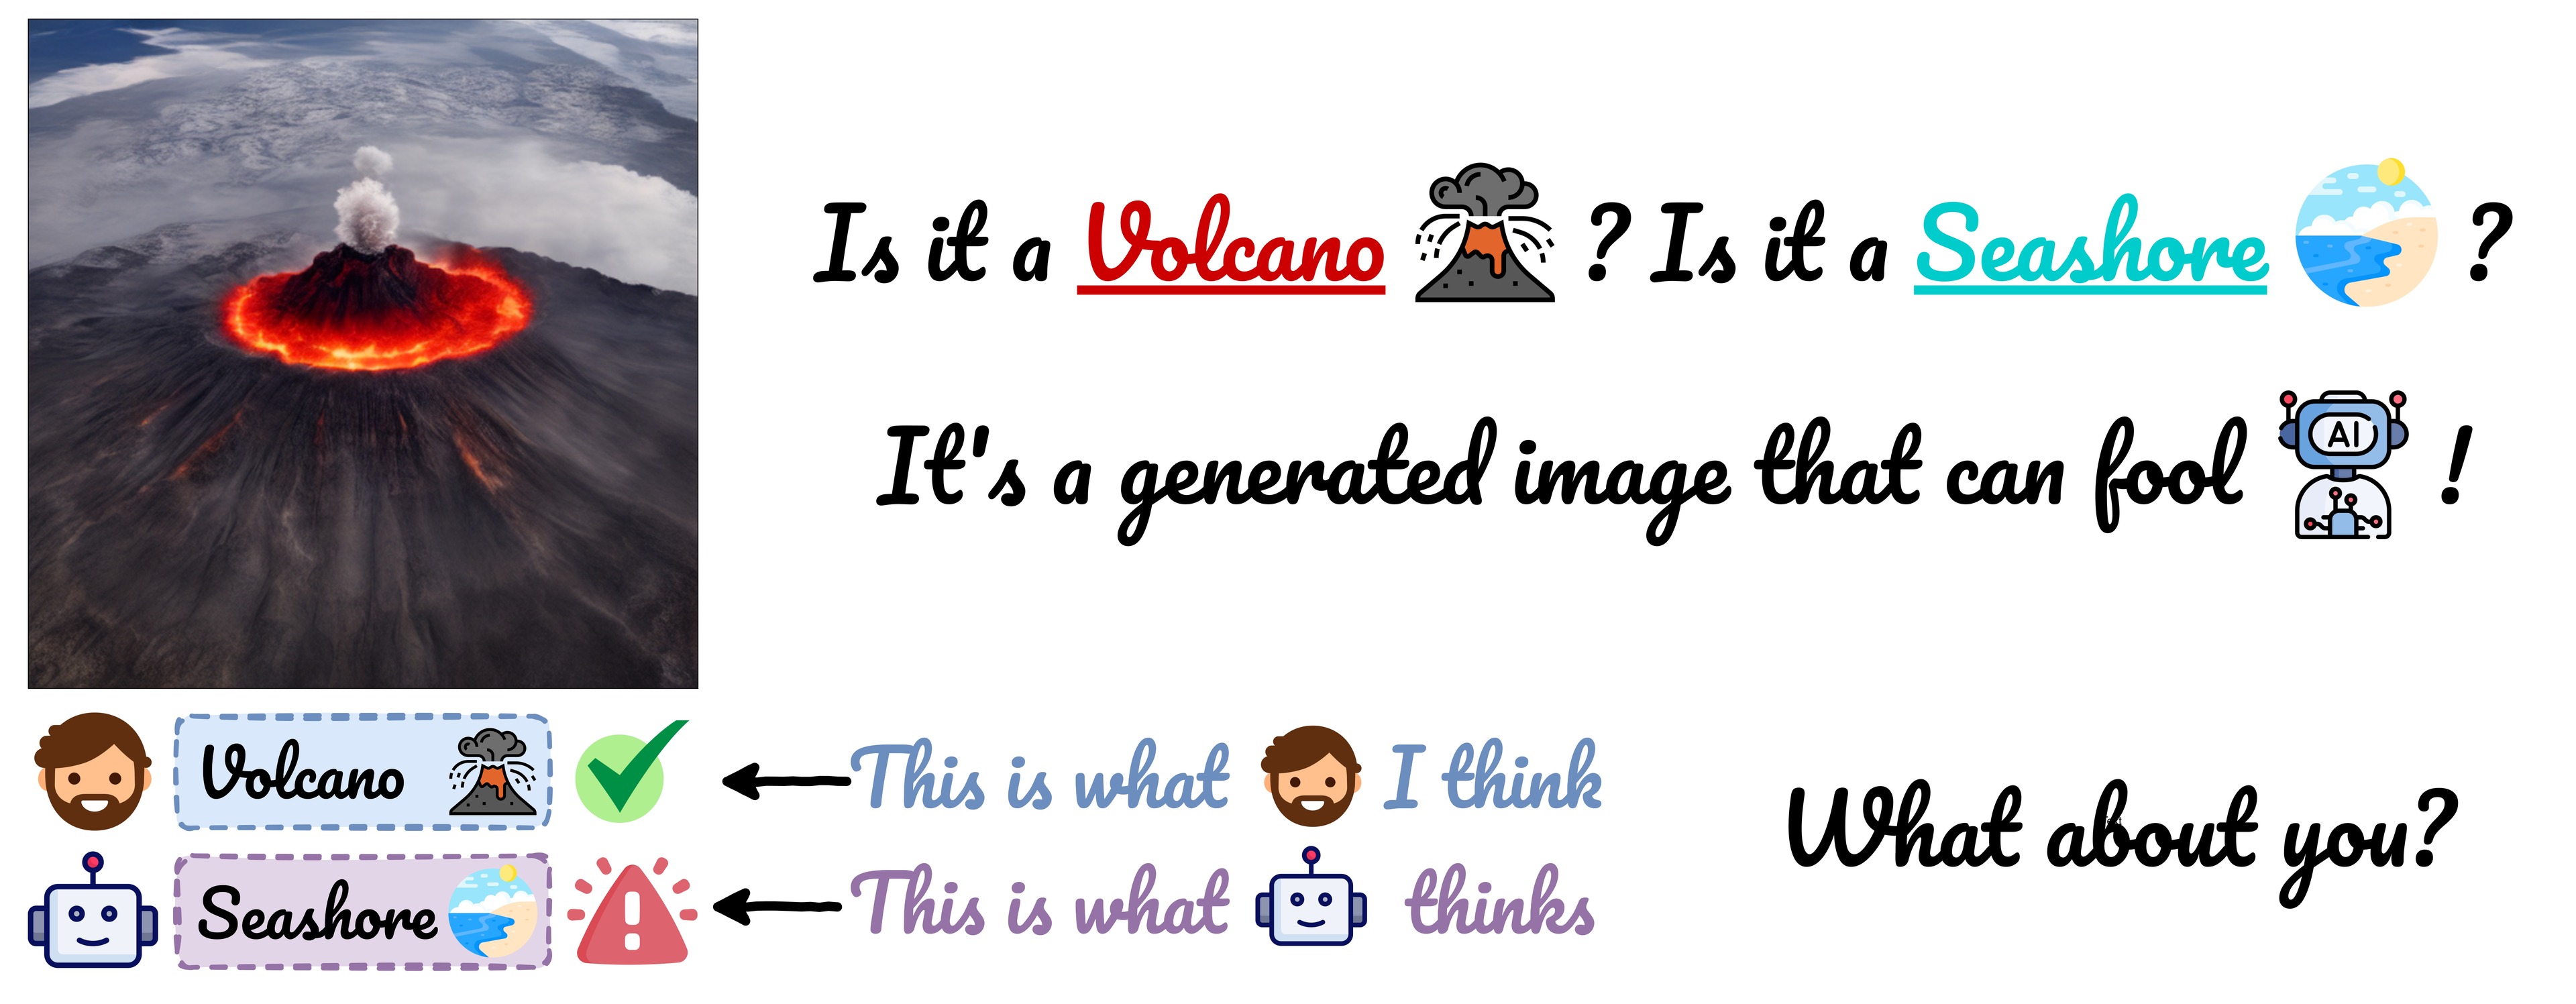 Is it a Volcano ? Is it a Seashore ?
It's a generated image that can fool AI !
Volcano
This is what I think
Seashore
This is what thinks
What about you?